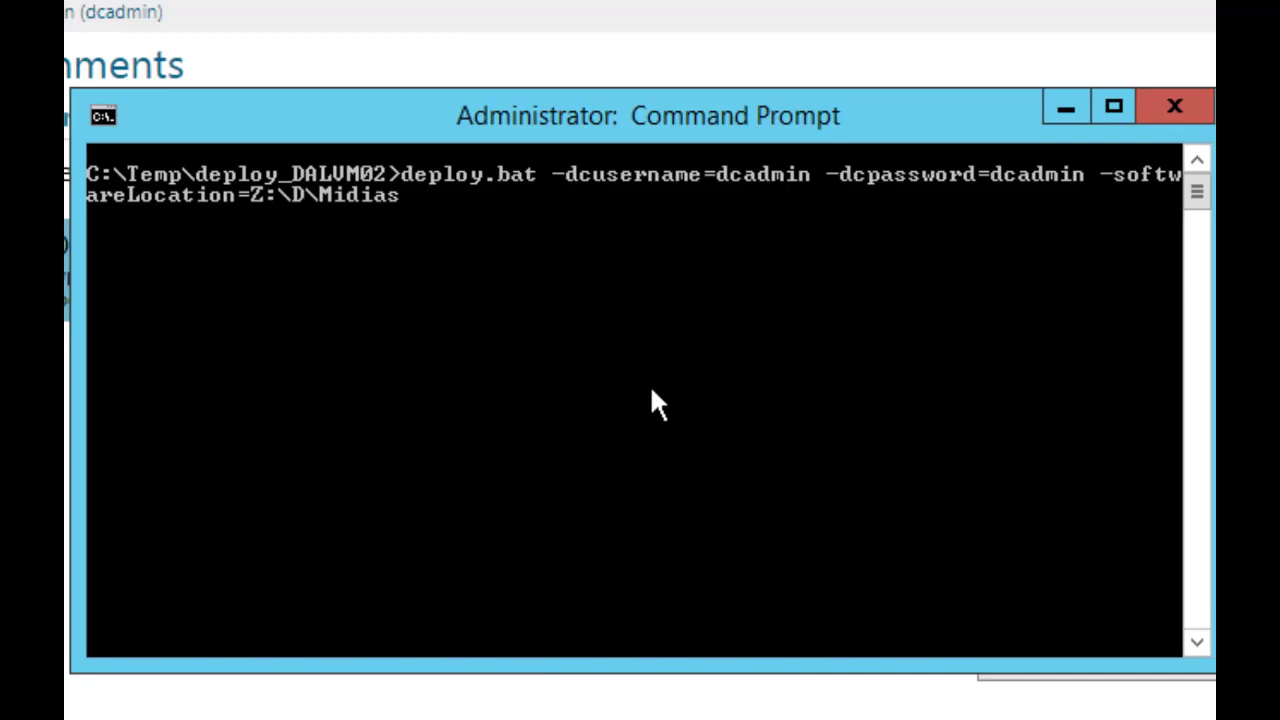 n (dcadmin)
nments
Administrator: Command Prompt
C:\Temp\deploy_DALVM02>deploy.bat -dcusername=dcadmin -dcpassword=dcadmin -softw
areLocation=Z:\D\Midias